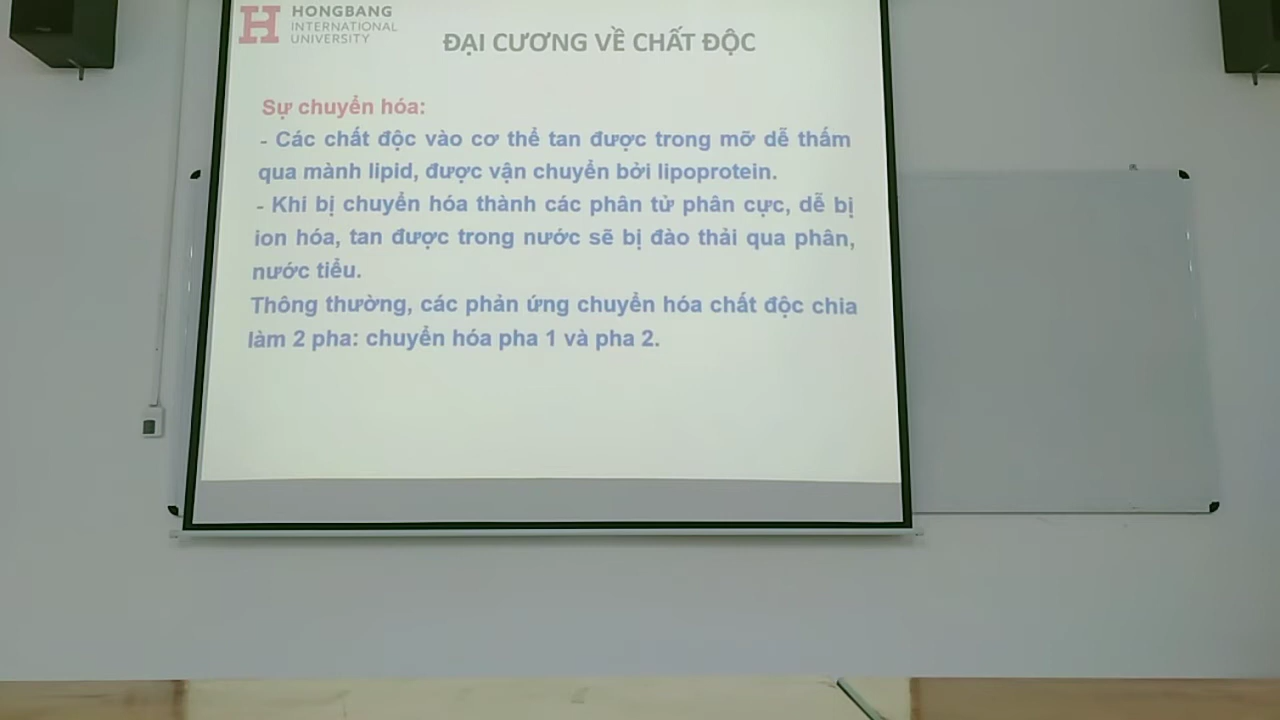 HONGBANG
INTERNATIONAL
UNIVERSITY
ĐẠI CƯƠNG VỀ CHẤT ĐỘC
Sự chuyển hóa:
- Các chất độc vào cơ thể tan được trong mỡ dễ thấm
qua mành lipid, được vận chuyển bởi lipoprotein.
- Khi bị chuyển hóa thành các phân tử phân cực, dễ bị
ion hóa, tan được trong nước sẽ bị đào thải qua phân,
nước tiểu.
Thông thường, các phản ứng chuyển hóa chất độc chia
làm 2 pha: chuyển hóa pha 1 và pha 2.